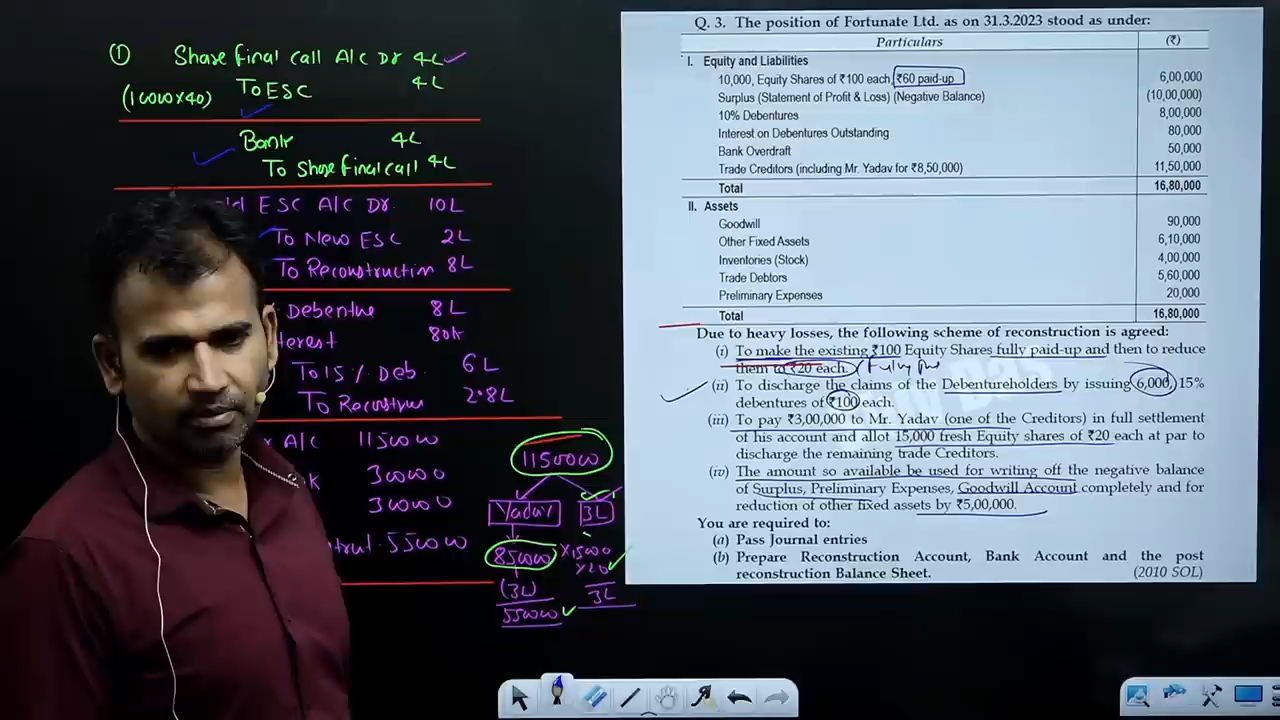 ① Share final call A/c Dr 4L
(10000x40) To ESC 4L
Bank 4L
To Share final call 4L
ESC A/C Dr. 10L
To New ESC 2L
To Reconstruction 8L
Debentue 8L
terest 80k
To 15% Deb. 6L
To Reconstrn 2.8L
A/c 1150000
k 300000
300000
550000
1150000
Yadav 3L
850000 x15000
x20
(3L) 3L
550000
Q. 3. The position of Fortunate Ltd. as on 31.3.2023 stood as under:
Particulars (₹)
I. Equity and Liabilities
10,000, Equity Shares of ₹100 each, ₹60 paid-up 6,00,000
Surplus (Statement of Profit & Loss) (Negative Balance) (10,00,000)
10% Debentures 8,00,000
Interest on Debentures Outstanding 80,000
Bank Overdraft 50,000
Trade Creditors (including Mr. Yadav for ₹8,50,000) 11,50,000
Total 16,80,000
II. Assets
Goodwill 90,000
Other Fixed Assets 6,10,000
Inventories (Stock) 4,00,000
Trade Debtors 5,60,000
Preliminary Expenses 20,000
Total 16,80,000
Due to heavy losses, the following scheme of reconstruction is agreed:
(i) To make the existing ₹100 Equity Shares fully paid-up and then to reduce
them to ₹20 each.
(ii) To discharge the claims of the Debentureholders by issuing 6,000, 15%
debentures of ₹100 each.
(iii) To pay ₹3,00,000 to Mr. Yadav (one of the Creditors) in full settlement
of his account and allot 15,000 fresh Equity shares of ₹20 each at par to
discharge the remaining trade Creditors.
(iv) The amount so available be used for writing off the negative balance
of Surplus, Preliminary Expenses, Goodwill Account completely and for
reduction of other fixed assets by ₹5,00,000.
You are required to:
(a) Pass Journal entries
(b) Prepare Reconstruction Account, Bank Account and the post
reconstruction Balance Sheet. (2010 SOL)